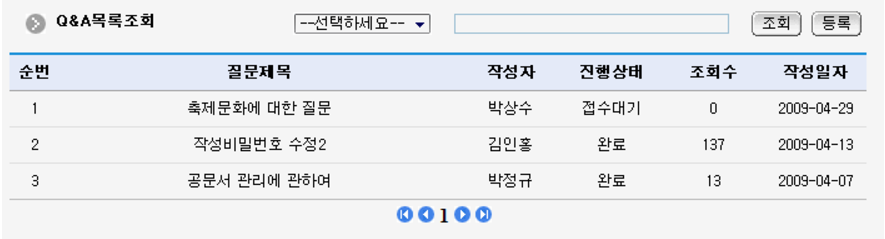 Q&A목록조회 --선택하세요-- 조회 등록
순번 질문제목 작성자 진행상태 조회수 작성일자
1 축제문화에 대한 질문 박상수 접수대기 0 2009-04-29
2 작성비밀번호 수정2 김인홍 완료 137 2009-04-13
3 공문서 관리에 관하여 박정규 완료 13 2009-04-07
1